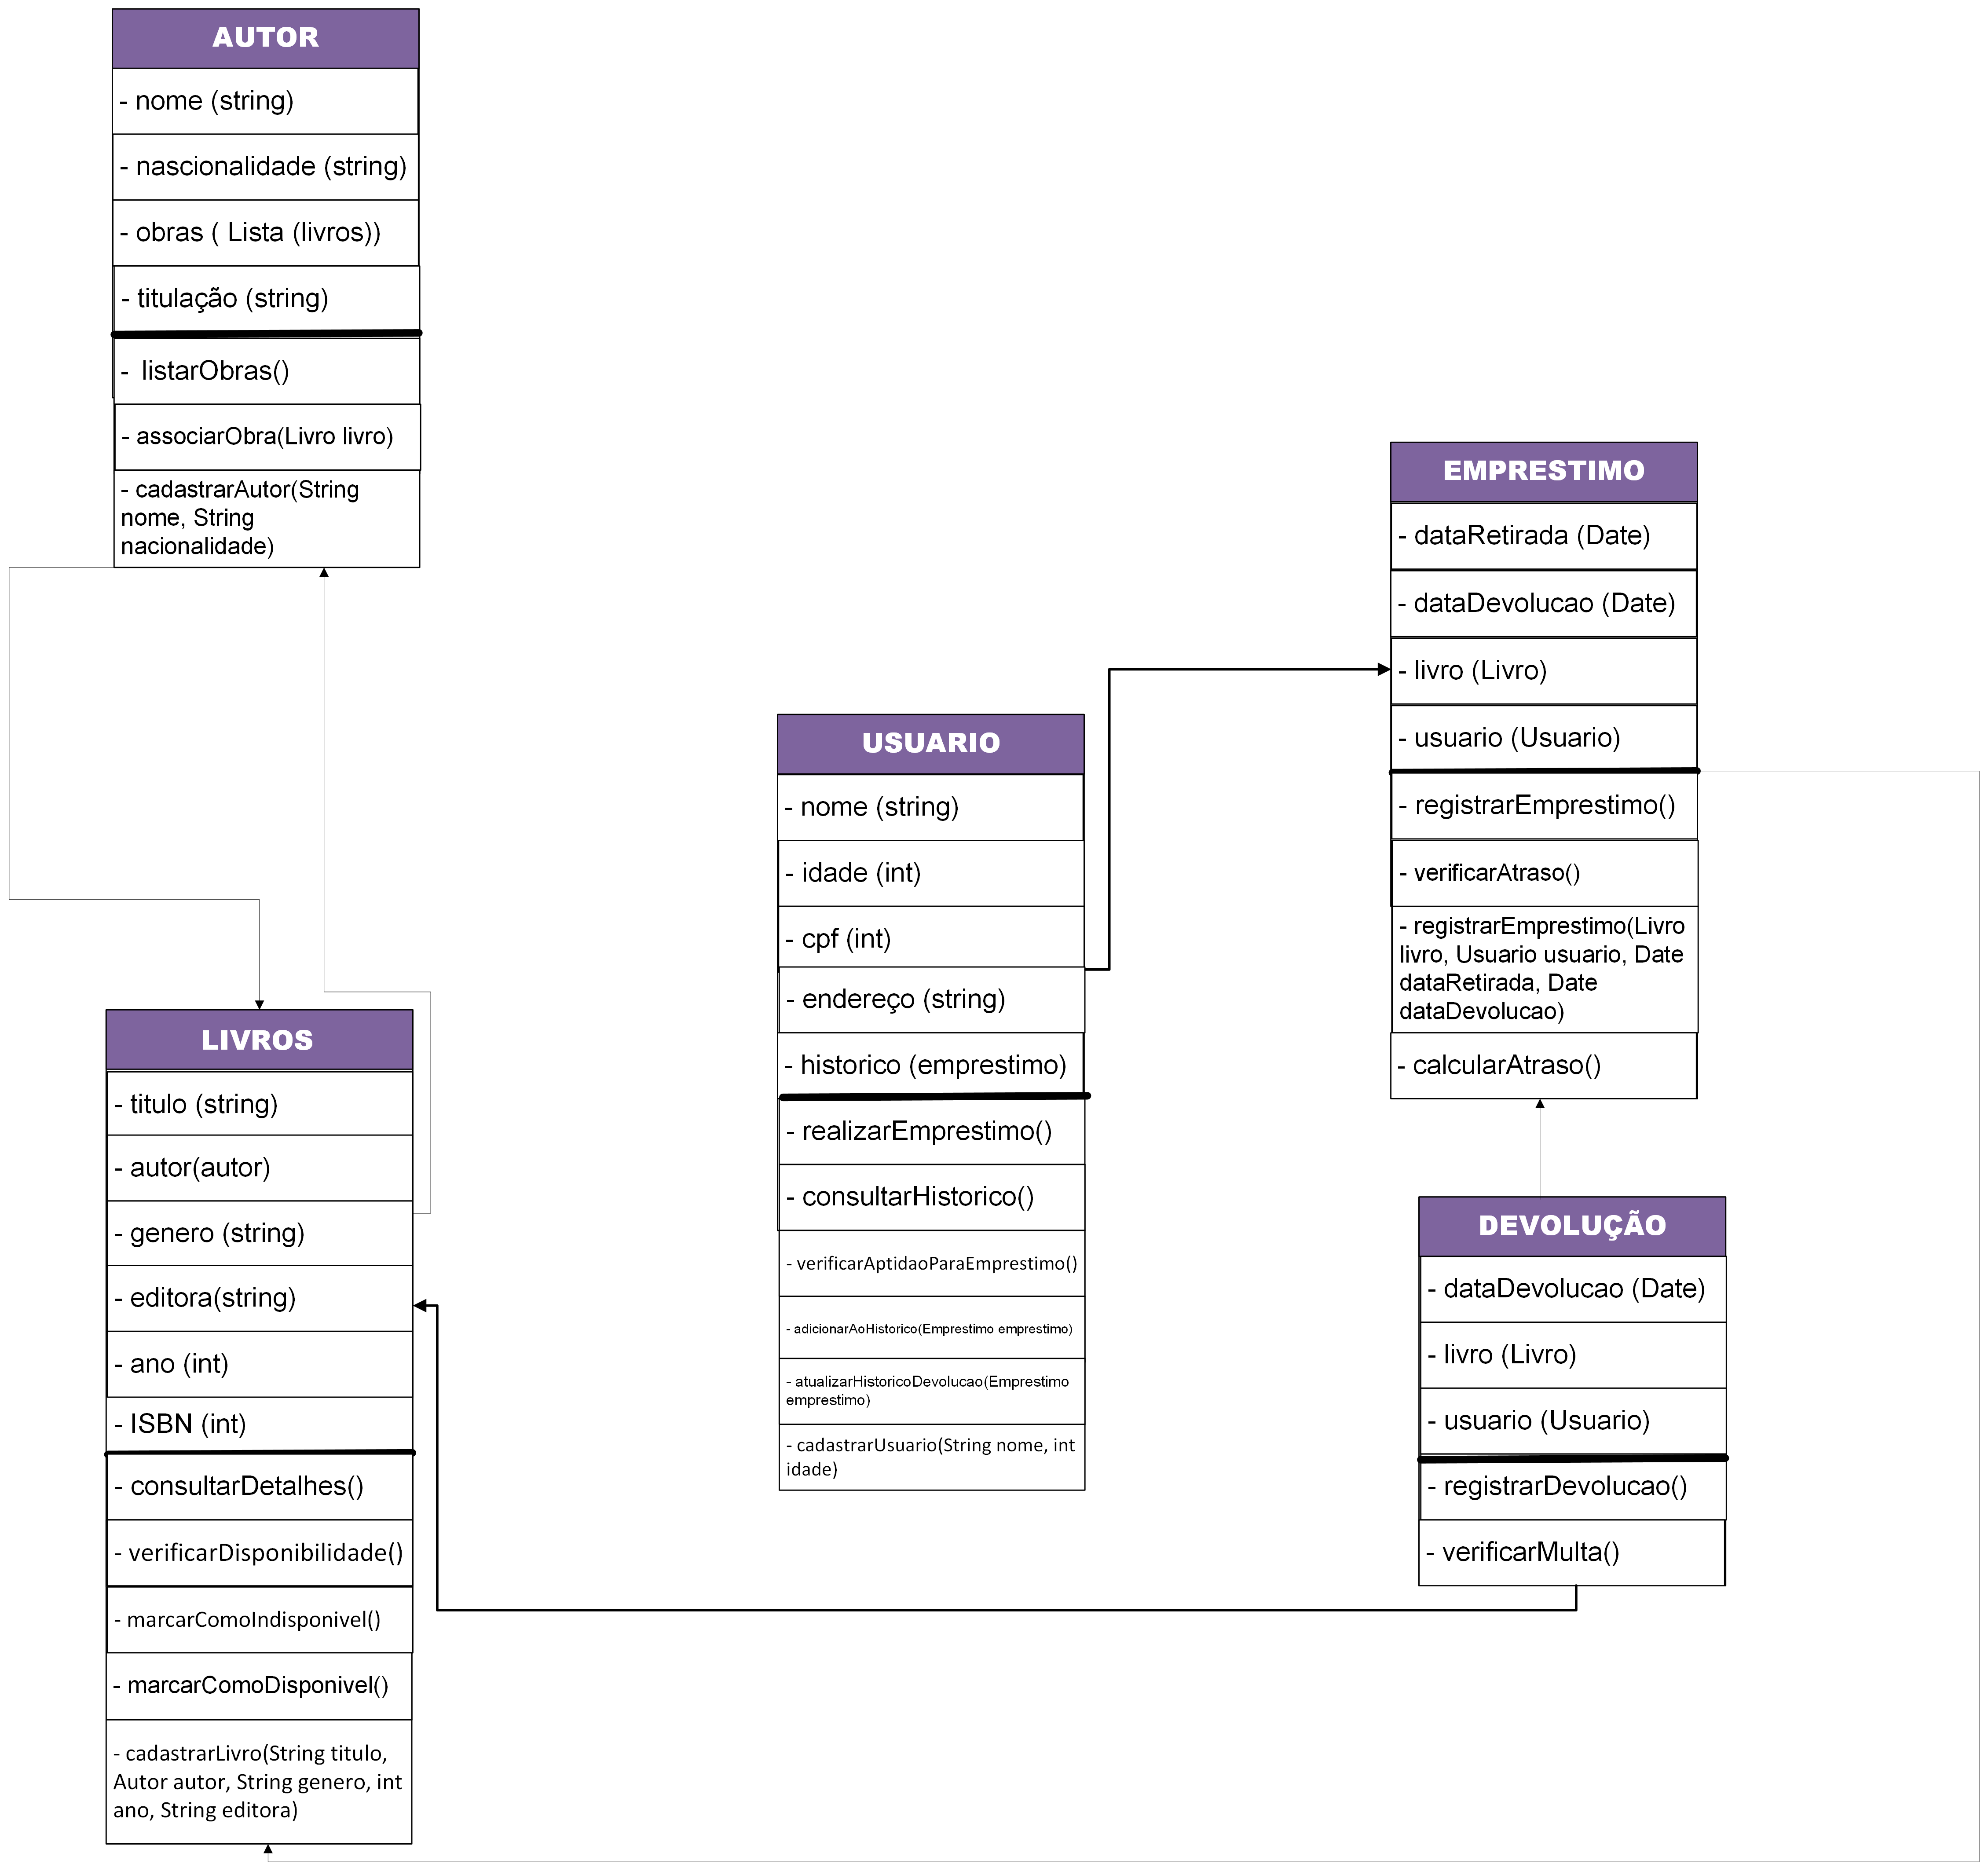 AUTOR
- nome (string)
- nascionalidade (string)
- obras ( Lista (livros))
- titulação (string)
- listarObras()
- associarObra(Livro livro)
- cadastrarAutor(String
nome, String
nacionalidade)
EMPRESTIMO
- dataRetirada (Date)
- dataDevolucao (Date)
- livro (Livro)
- usuario (Usuario)
- registrarEmprestimo()
- verificarAtraso()
- registrarEmprestimo(Livro
livro, Usuario usuario, Date
dataRetirada, Date
dataDevolucao)
- calcularAtraso()
USUARIO
- nome (string)
- idade (int)
- cpf (int)
- endereço (string)
- historico (emprestimo)
- realizarEmprestimo()
- consultarHistorico()
- verificarAptidaoParaEmprestimo()
- adicionarAoHistorico(Emprestimo emprestimo)
- atualizarHistoricoDevolucao(Emprestimo
emprestimo)
- cadastrarUsuario(String nome, int
idade)
LIVROS
- titulo (string)
- autor(autor)
- genero (string)
- editora(string)
- ano (int)
- ISBN (int)
- consultarDetalhes()
- verificarDisponibilidade()
- marcarComoIndisponivel()
- marcarComoDisponivel()
- cadastrarLivro(String titulo,
Autor autor, String genero, int
ano, String editora)
DEVOLUÇÃO
- dataDevolucao (Date)
- livro (Livro)
- usuario (Usuario)
- registrarDevolucao()
- verificarMulta()